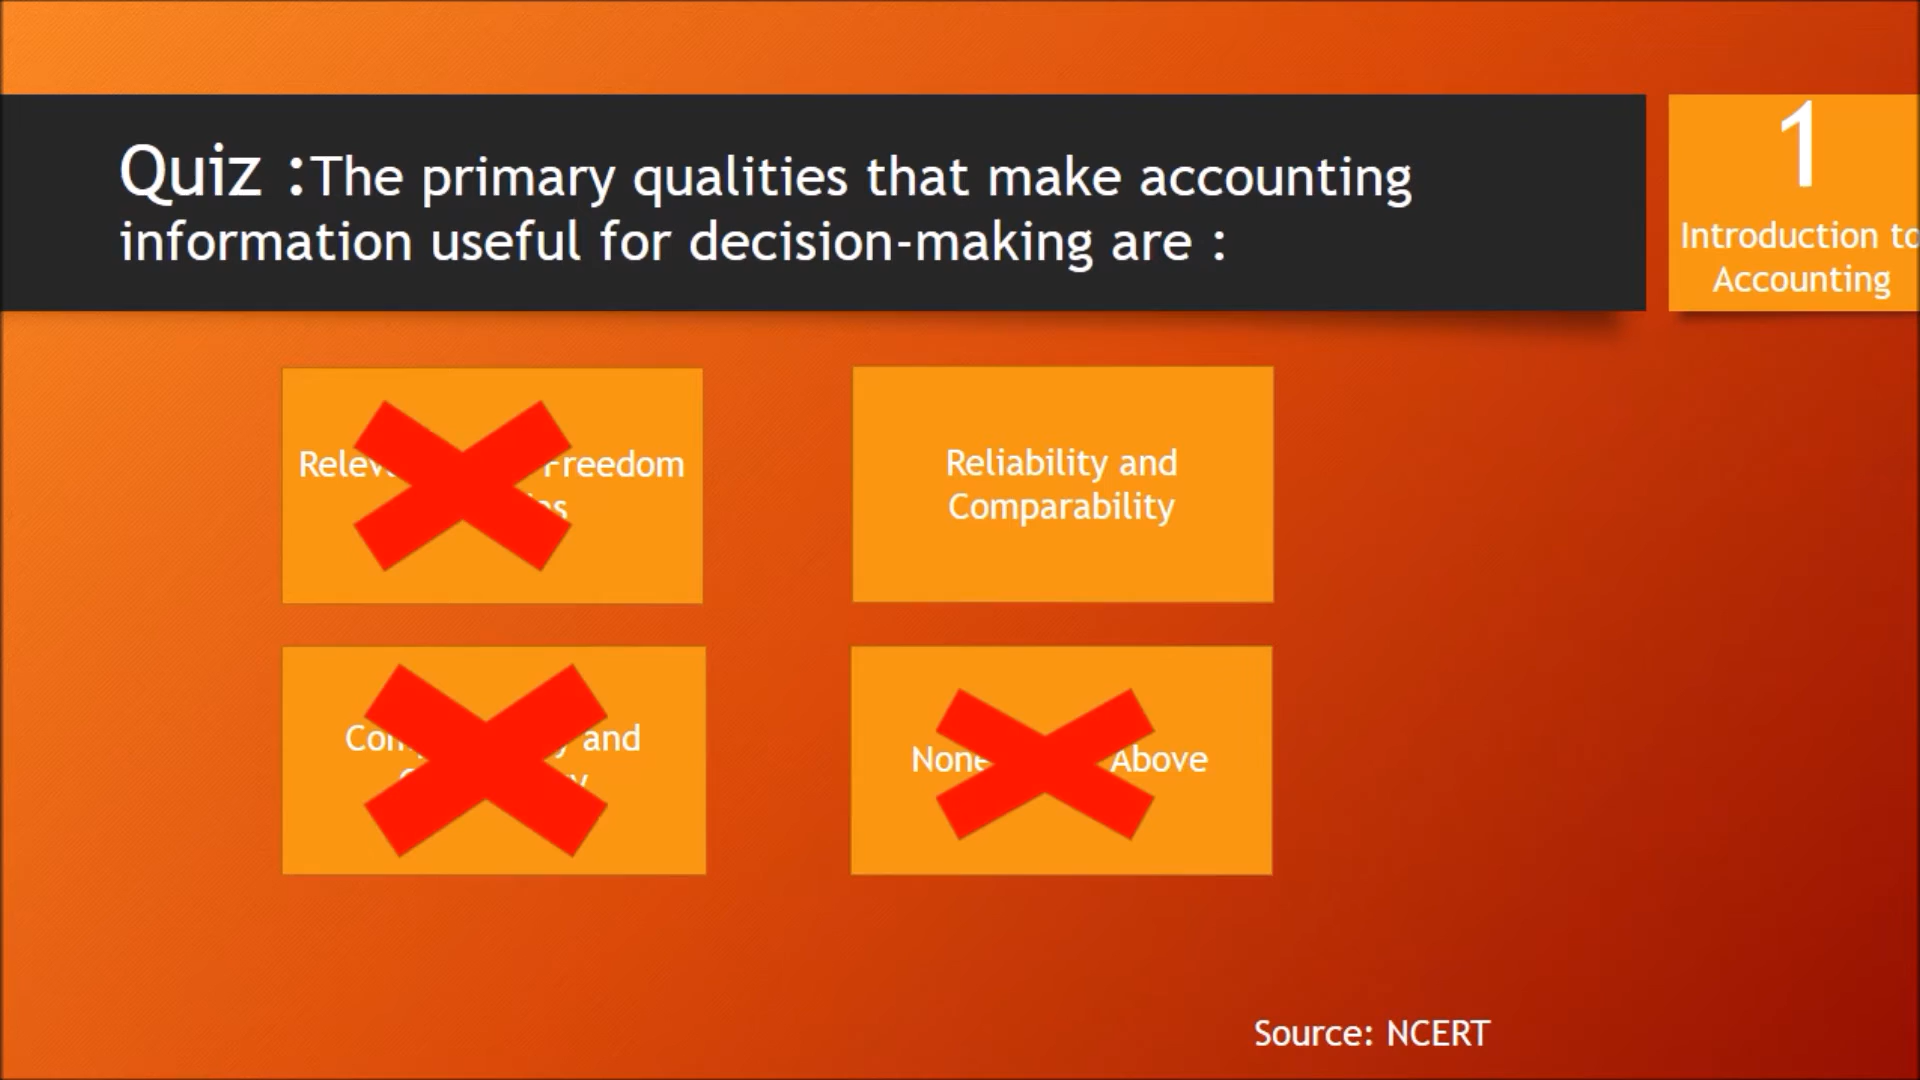 Quiz :The primary qualities that make accounting
information useful for decision-making are :
1
Introduction to
Accounting
Freedom
Reliability and
Comparability
and
None Above
Source: NCERT